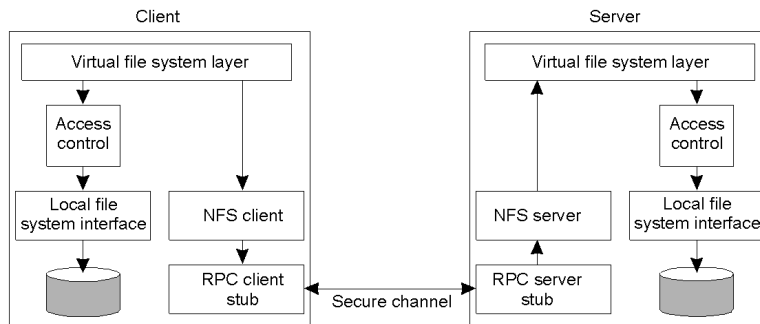 Client
Server
Virtual file system layer
Virtual file system layer
Access
control
Access
control
Local file
system interface
NFS client
NFS server
Local file
system interface
RPC client
stub
Secure channel
RPC server
stub